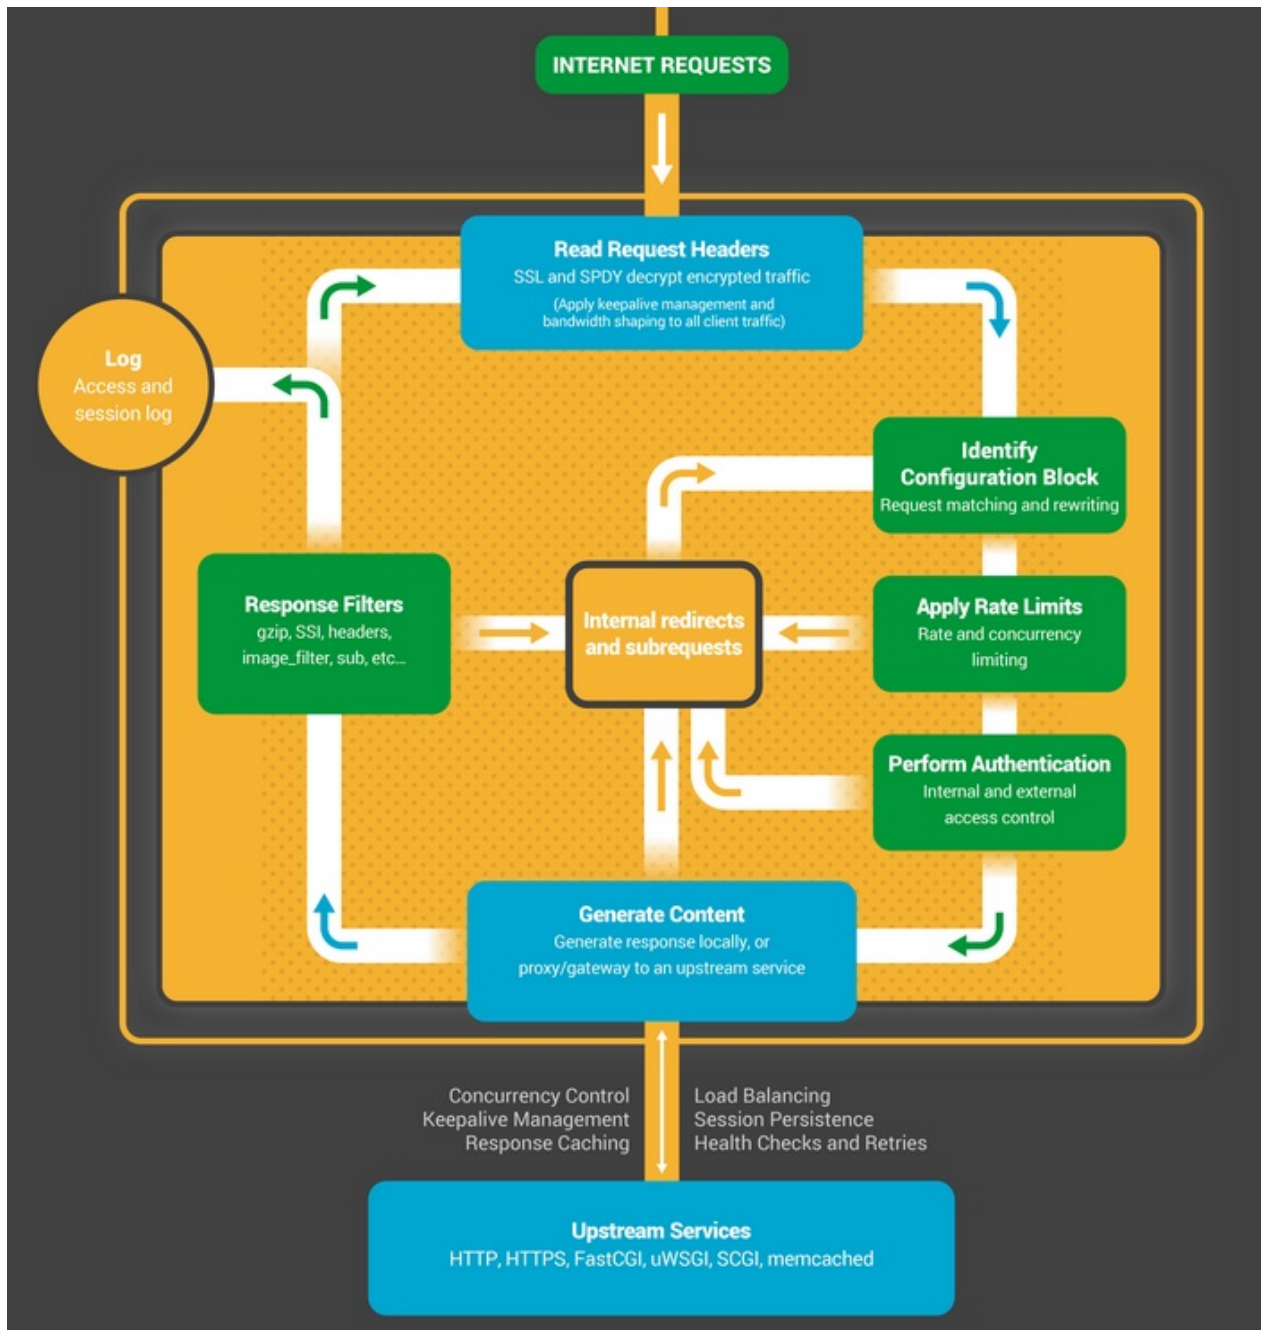 INTERNET REQUESTS
Read Request Headers
SSL and SPDY decrypt encrypted traffic
(Apply keepalive management and
bandwidth shaping to all client traffic)
Log
Access and
session log
Identify
Configuration Block
Request matching and rewriting
Response Filters
gzip, SSI, headers,
image_filter, sub, etc...
Internal redirects
and subrequests
Apply Rate Limits
Rate and concurrency
limiting
Perform Authentication
Internal and external
access control
Generate Content
Generate response locally, or
proxy/gateway to an upstream service
Concurrency Control
Keepalive Management
Response Caching
Load Balancing
Session Persistence
Health Checks and Retries
Upstream Services
HTTP, HTTPS, FastCGI, uWSGI, SCGI, memcached